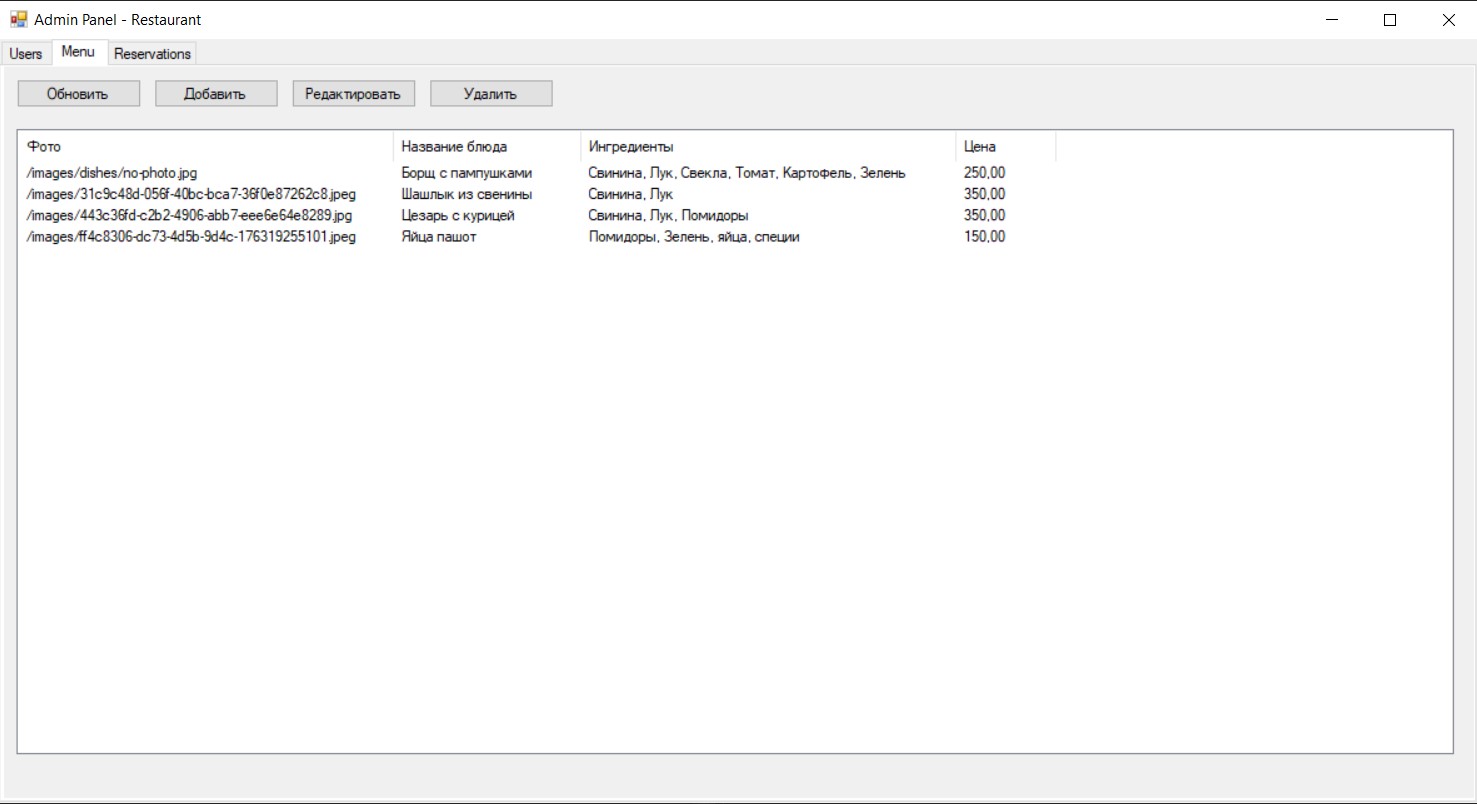 Admin Panel - Restaurant
Users Menu Reservations
Обновить Добавить Редактировать Удалить
Фото Название блюда Ингредиенты Цена
/images/dishes/no-photo.jpg Борщ с пампушками Свинина, Лук, Свекла, Томат, Картофель, Зелень 250,00
/images/31c9c48d-056f-40bc-bca7-36f0e87262c8.jpeg Шашлык из свенины Свинина, Лук 350,00
/images/443c36fd-c2b2-4906-abb7-eee6e64e8289.jpg Цезарь с курицей Свинина, Лук, Помидоры 350,00
/images/ff4c8306-dc73-4d5b-9d4c-176319255101.jpeg Яйца пашот Помидоры, Зелень, яйца, специи 150,00